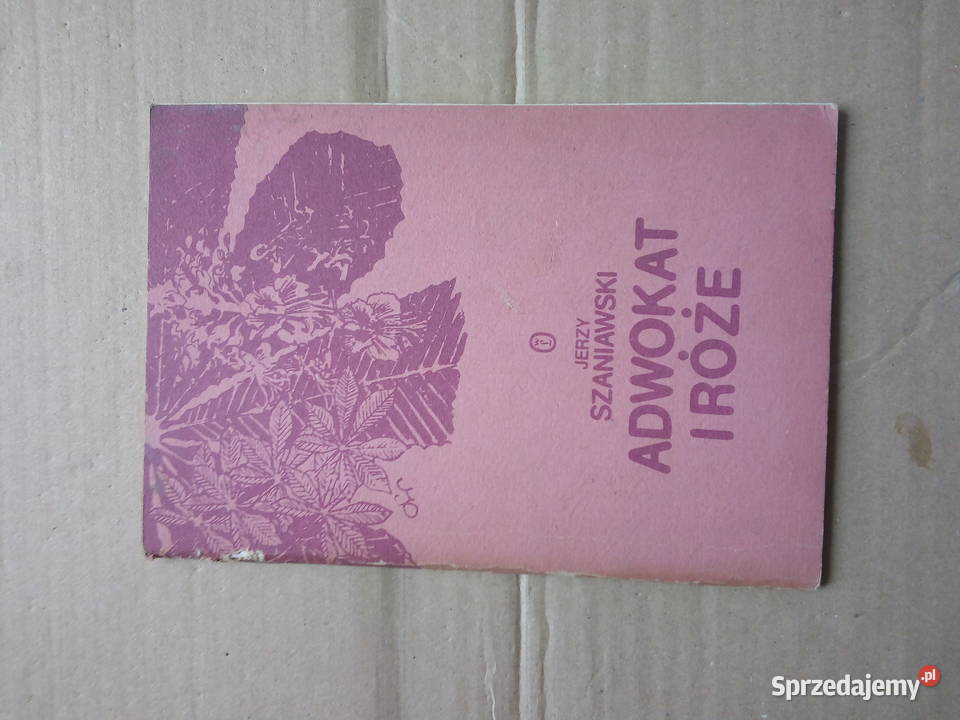 JERZY
SZANIAWSKI
ADWOKAT
I RÓŻE
Sprzedajemy.pl